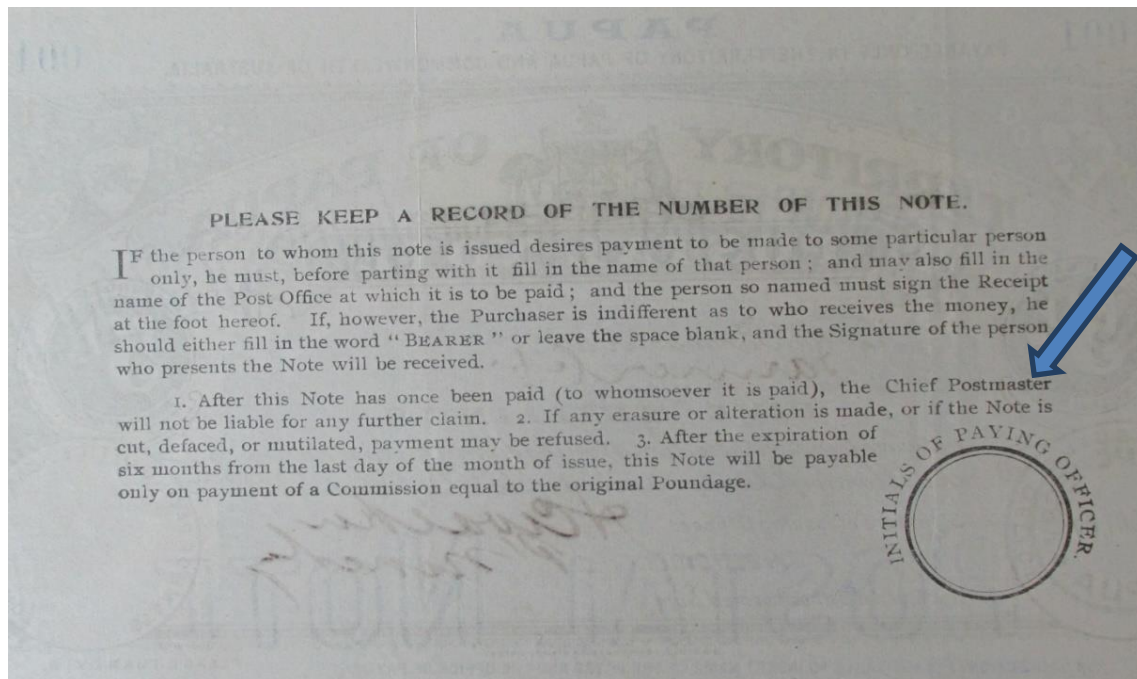 PAPUA.
PLEASE KEEP A RECORD OF THE NUMBER OF THIS NOTE.
IF the person to whom this note is issued desires payment to be made to some particular person
only, he must, before parting with it fill in the name of that person; and may also fill in the
name of the Post Office at which it is to be paid; and the person so named must sign the Receipt
at the foot hereof. If, however, the Purchaser is indifferent as to who receives the money, he
should either fill in the word "BEARER" or leave the space blank, and the Signature of the person
who presents the Note will be received.
1. After this Note has once been paid (to whomsoever it is paid), the Chief Postmaster
will not be liable for any further claim. 2. If any erasure or alteration is made, or if the Note is
cut, defaced, or mutilated, payment may be refused. 3. After the expiration of
six months from the last day of the month of issue, this Note will be payable
only on payment of a Commission equal to the original Poundage.
INITIALS OF PAYING OFFICER.